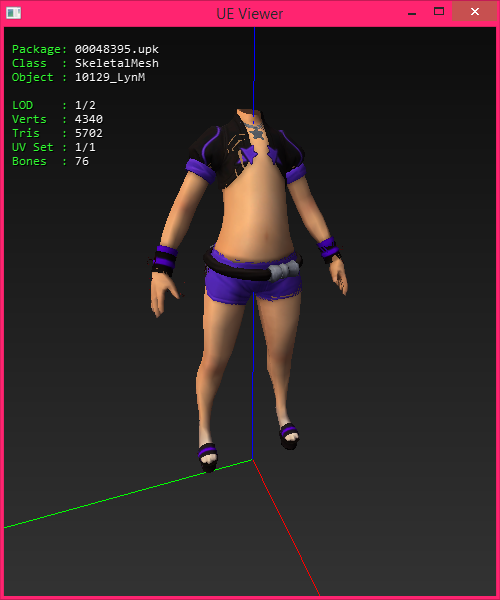 UE Viewer
Package: 00048395.upk
Class  : SkeletalMesh
Object : 10129_LynM
LOD    : 1/2
Verts  : 4340
Tris   : 5702
UV Set : 1/1
Bones  : 76